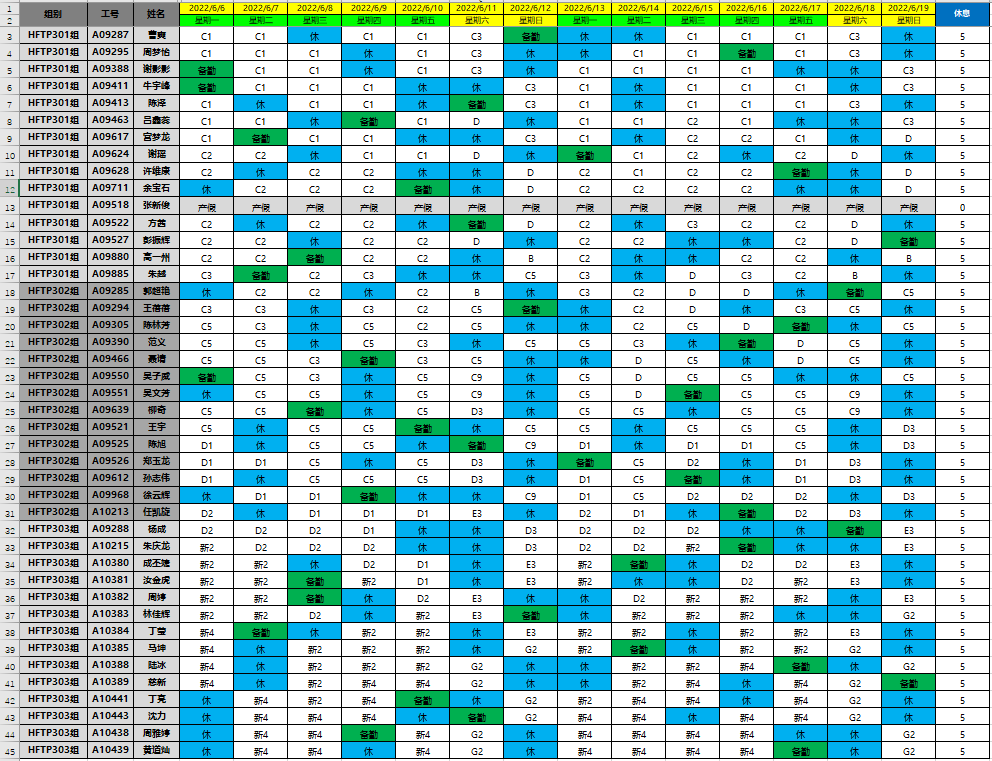 1 组别 工号 姓名 2022/6/6 2022/6/7 2022/6/8 2022/6/9 2022/6/10 2022/6/11 2022/6/12 2022/6/13 2022/6/14 2022/6/15 2022/6/16 2022/6/17 2022/6/18 2022/6/19 休息
2 星期一 星期二 星期三 星期四 星期五 星期六 星期日 星期一 星期二 星期三 星期四 星期五 星期六 星期日
3 HFTP301组 A09287 曹爽 C1 C1 休 C1 C1 C3 备勤 休 休 C1 C1 C1 C3 休 5
4 HFTP301组 A09295 周梦怡 C1 C1 C1 休 C1 C3 休 休 C1 C1 备勤 C1 C3 休 5
5 HFTP301组 A09388 谢影影 备勤 C1 C1 休 C1 C3 休 C1 C1 C1 C1 休 休 C3 5
6 HFTP301组 A09411 牛宇峰 备勤 C1 C1 C1 休 休 C3 C1 休 C1 C1 C1 休 C3 5
7 HFTP301组 A09413 陈泽 C1 休 C1 C1 休 备勤 C3 C1 休 C1 C1 C1 C3 休 5
8 HFTP301组 A09463 吕鑫蕊 C1 C1 休 备勤 C1 D 休 C1 C1 C2 C1 休 休 C3 5
9 HFTP301组 A09617 宫梦龙 C1 备勤 C1 C1 休 休 C3 C1 休 C2 C2 C1 休 D 5
10 HFTP301组 A09624 谢瑶 C2 C2 休 C1 C1 D 休 备勤 C1 C2 休 C2 D 休 5
11 HFTP301组 A09628 许雄康 C2 休 C2 C2 休 休 D C2 C1 C2 C2 备勤 休 D 5
12 HFTP301组 A09711 余宝石 休 C2 C2 C2 备勤 休 D C2 C2 C2 C2 休 休 D 5
13 HFTP301组 A09518 张新俊 产假 产假 产假 产假 产假 产假 产假 产假 产假 产假 产假 产假 产假 产假 0
14 HFTP301组 A09522 方茜 C2 休 C2 C2 休 备勤 D C2 休 C3 C2 C2 D 休 5
15 HFTP301组 A09527 彭振辉 C2 C2 休 C2 C2 D 休 C2 C2 休 休 C2 D 备勤 5
16 HFTP301组 A09880 高一州 C2 C2 备勤 C2 C2 休 B C2 休 休 C2 C2 休 B 5
17 HFTP301组 A09885 朱越 C3 备勤 C2 C3 休 休 C5 C3 休 D C3 C2 B 休 5
18 HFTP302组 A09285 郭超艳 休 C2 C2 休 C2 B 休 C3 C2 D D 休 备勤 C5 5
19 HFTP302组 A09294 王蓓蓓 C3 C3 休 C3 C2 C5 备勤 休 C2 D 休 C3 C5 休 5
20 HFTP302组 A09305 陈林芳 C5 C3 休 C5 C2 C5 休 休 C2 C5 D 备勤 休 C5 5
21 HFTP302组 A09390 范义 C5 C5 休 C5 C3 休 C5 C5 C3 休 备勤 D C5 休 5
22 HFTP302组 A09466 聂靖 C5 C5 C3 备勤 C3 C5 休 休 D C5 休 D C5 休 5
23 HFTP302组 A09550 吴子威 备勤 C5 C3 休 C5 C9 休 C5 D C5 C5 休 休 C5 5
24 HFTP302组 A09551 吴文芳 休 C5 C5 休 C5 C9 休 C5 D 备勤 C5 C5 C9 休 5
25 HFTP302组 A09639 柳奇 C5 C5 备勤 休 C5 D3 休 C5 C5 休 C5 C5 C9 休 5
26 HFTP302组 A09521 王宇 C5 休 C5 C5 备勤 休 C5 C5 休 C5 C5 C5 休 D3 5
27 HFTP302组 A09525 陈旭 D1 休 C5 C5 休 备勤 C9 D1 休 D1 D1 C5 休 D3 5
28 HFTP302组 A09526 郑玉龙 D1 D1 C5 休 C5 D3 休 备勤 C5 D2 休 D1 D3 休 5
29 HFTP302组 A09612 孙志伟 D1 休 C5 C5 C5 D3 休 D1 C5 备勤 休 D1 D3 休 5
30 HFTP302组 A09968 徐云辉 休 D1 D1 备勤 休 休 C9 D1 C5 D2 D2 D2 休 D3 5
31 HFTP302组 A10213 任凯旋 D2 休 D1 D1 D1 E3 休 D2 D1 休 备勤 D2 D3 休 5
32 HFTP303组 A09288 杨成 D2 D2 D2 D1 休 休 D3 D2 D2 D2 休 休 备勤 E3 5
33 HFTP303组 A10215 朱庆龙 新2 D2 D2 D2 休 休 D3 D2 D2 新2 备勤 休 休 E3 5
34 HFTP303组 A10380 成丕建 新2 新2 休 D2 D1 休 E3 新2 备勤 休 D2 D2 E3 休 5
35 HFTP303组 A10381 汝金虎 新2 新2 备勤 新2 D1 休 E3 新2 休 休 D2 新2 E3 休 5
36 HFTP303组 A10382 周婷 新2 新2 备勤 休 D2 E3 休 休 D2 新2 新2 新2 休 E3 5
37 HFTP303组 A10383 林佳辉 新2 新2 D2 休 新2 E3 备勤 休 新2 新2 新2 休 休 G2 5
38 HFTP303组 A10384 丁莹 新4 备勤 休 新2 新2 休 E3 新2 新2 休 新2 新2 E3 休 5
39 HFTP303组 A10385 马坤 新4 休 新2 新2 新2 休 G2 新2 备勤 休 新2 新2 G2 休 5
40 HFTP303组 A10388 陆冰 新4 休 新2 新2 新2 G2 休 休 新2 新2 新4 备勤 休 G2 5
41 HFTP303组 A10389 慈新 新4 休 新2 新4 新2 G2 休 休 新2 新4 休 新4 G2 备勤 5
42 HFTP303组 A10441 丁亮 休 新4 新2 新4 备勤 休 G2 新4 新4 新4 休 新4 G2 休 5
43 HFTP303组 A10443 沈力 休 新4 新4 新4 休 备勤 G2 新4 新4 休 新4 新4 G2 休 5
44 HFTP303组 A10438 周雅婷 休 新4 新4 备勤 新4 G2 休 新4 新4 新4 新4 休 休 G2 5
45 HFTP303组 A10439 黄道灿 休 新4 新4 休 新4 G2 休 新4 新4 新4 新4 备勤 休 G2 5